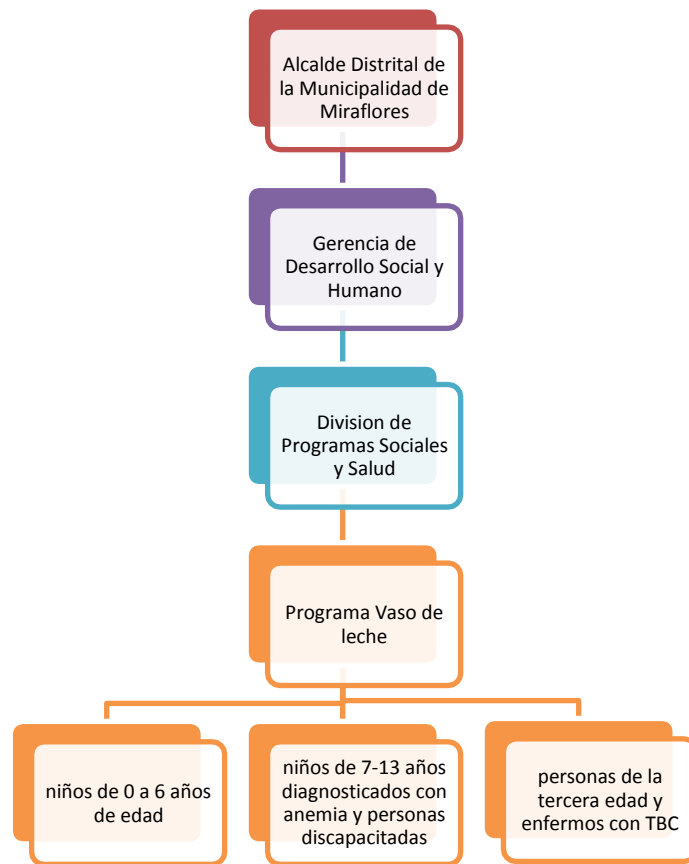 Alcalde Distrital de
la Municipalidad de
Miraflores
Gerencia de
Desarrollo Social y
Humano
Division de
Programas Sociales
y Salud
Programa Vaso de
leche
niños de 0 a 6 años
de edad
niños de 7-13 años
diagnosticados con
anemia y personas
discapacitadas
personas de la
tercera edad y
enfermos con TBC